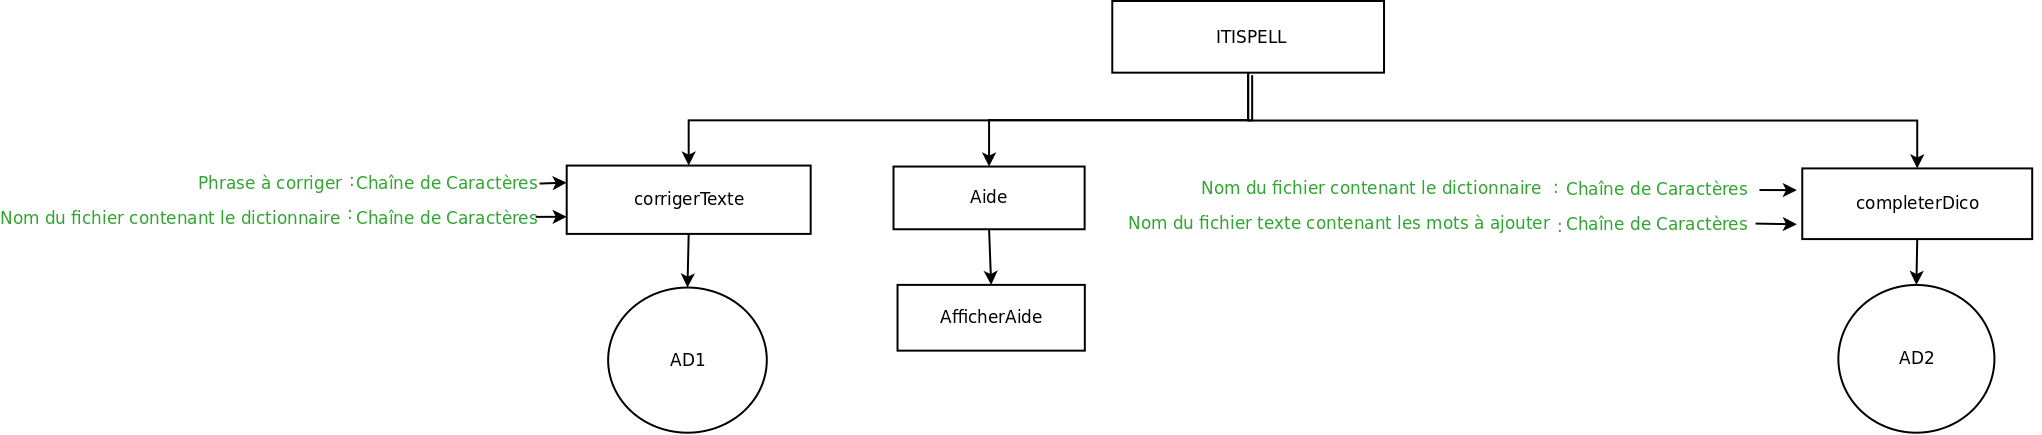 ITISPELL
Phrase à corriger : Chaîne de Caractères
Nom du fichier contenant le dictionnaire : Chaîne de Caractères
corrigerTexte
Aide
Nom du fichier contenant le dictionnaire : Chaîne de Caractères
Nom du fichier texte contenant les mots à ajouter : Chaîne de Caractères
completerDico
AD1
AfficherAide
AD2